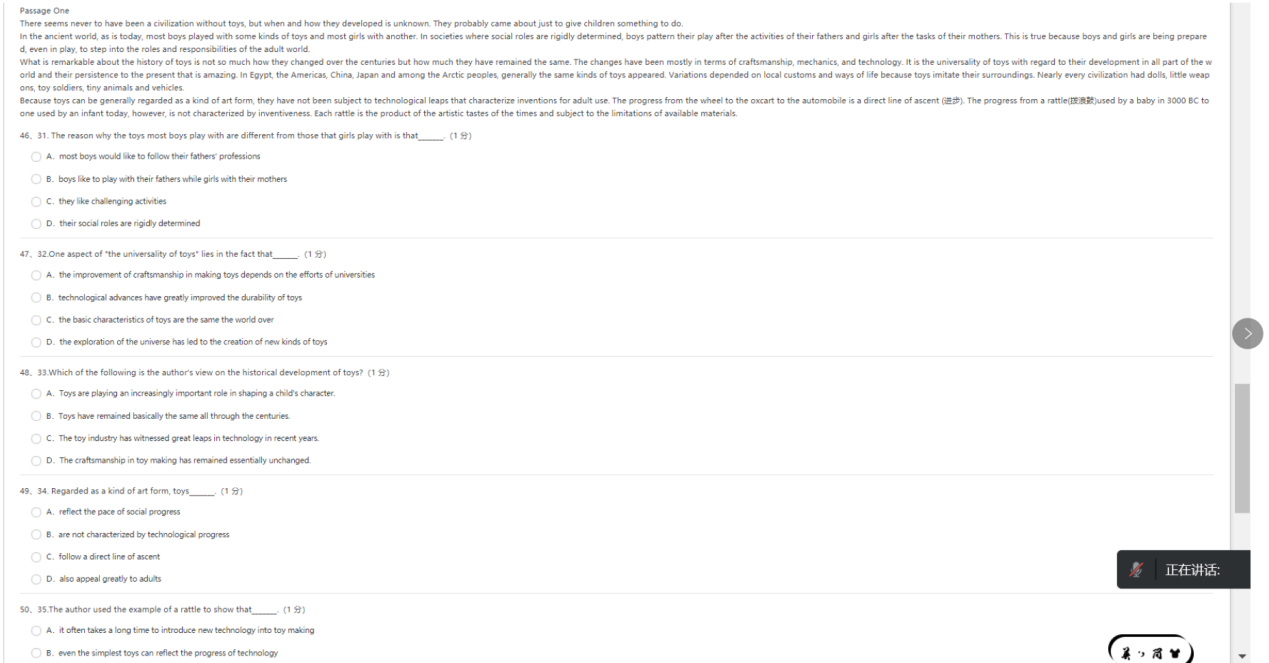 Passage One
There seems never to have been a civilization without toys, but when and how they developed is unknown. They probably came about just to give children something to do.
In the ancient world, as is today, most boys played with some kinds of toys and most girls with another. In societies where social roles are rigidly determined, boys pattern their play after the activities of their fathers and girls after the tasks of their mothers. This is true because boys and girls are being prepare
d, even in play, to step into the roles and responsibilities of the adult world.
What is remarkable about the history of toys is not so much how they changed over the centuries but how much they have remained the same. The changes have been mostly in terms of craftsmanship, mechanics, and technology. It is the universality of toys with regard to their development in all part of the w
orld and their persistence to the present that is amazing. In Egypt, the Americas, China, Japan and among the Arctic peoples, generally the same kinds of toys appeared. Variations depended on local customs and ways of life because toys imitate their surroundings. Nearly every civilization had dolls, little weap
ons, toy soldiers, tiny animals and vehicles.
Because toys can be generally regarded as a kind of art form, they have not been subject to technological leaps that characterize inventions for adult use. The progress from the wheel to the oxcart to the automobile is a direct line of ascent (进步). The progress from a rattle(拨浪鼓)used by a baby in 3000 BC to
one used by an infant today, however, is not characterized by inventiveness. Each rattle is the product of the artistic tastes of the times and subject to the limitations of available materials.
46、31. The reason why the toys most boys play with are different from those that girls play with is that______. (1 分)
A. most boys would like to follow their fathers' professions
B. boys like to play with their fathers while girls with their mothers
C. they like challenging activities
D. their social roles are rigidly determined
47、32.One aspect of "the universality of toys" lies in the fact that______. (1 分)
A. the improvement of craftsmanship in making toys depends on the efforts of universities
B. technological advances have greatly improved the durability of toys
C. the basic characteristics of toys are the same the world over
D. the exploration of the universe has led to the creation of new kinds of toys
48、33.Which of the following is the author's view on the historical development of toys? (1 分)
A. Toys are playing an increasingly important role in shaping a child's character.
B. Toys have remained basically the same all through the centuries.
C. The toy industry has witnessed great leaps in technology in recent years.
D. The craftsmanship in toy making has remained essentially unchanged.
49、34. Regarded as a kind of art form, toys______. (1 分)
A. reflect the pace of social progress
B. are not characterized by technological progress
C. follow a direct line of ascent
D. also appeal greatly to adults
正在讲话:
50、35.The author used the example of a rattle to show that______. (1 分)
A. it often takes a long time to introduce new technology into toy making
B. even the simplest toys can reflect the progress of technology